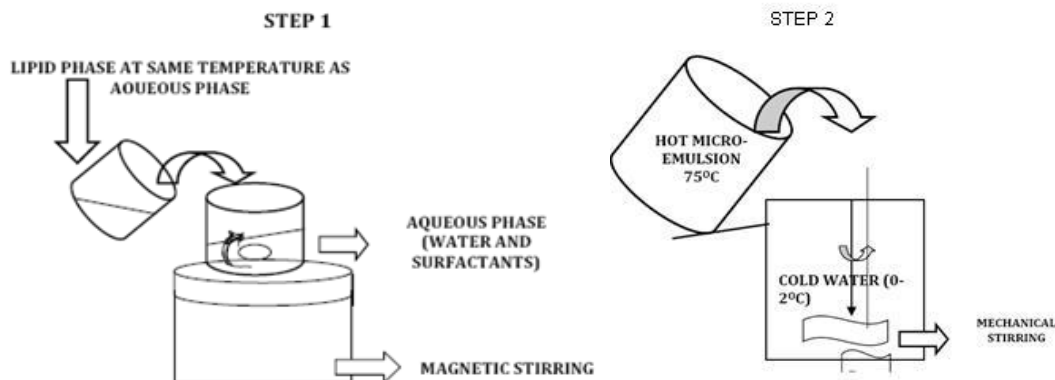 STEP 1
LIPID PHASE AT SAME TEMPERATURE AS
AOUEOUS PHASE
AQUEOUS PHASE
(WATER AND
SURFACTANTS)
MAGNETIC STIRRING
STEP 2
HOT MICRO-
EMULSION
75ºC
COLD WATER (0-
2ºC)
MECHANICAL
STIRRING